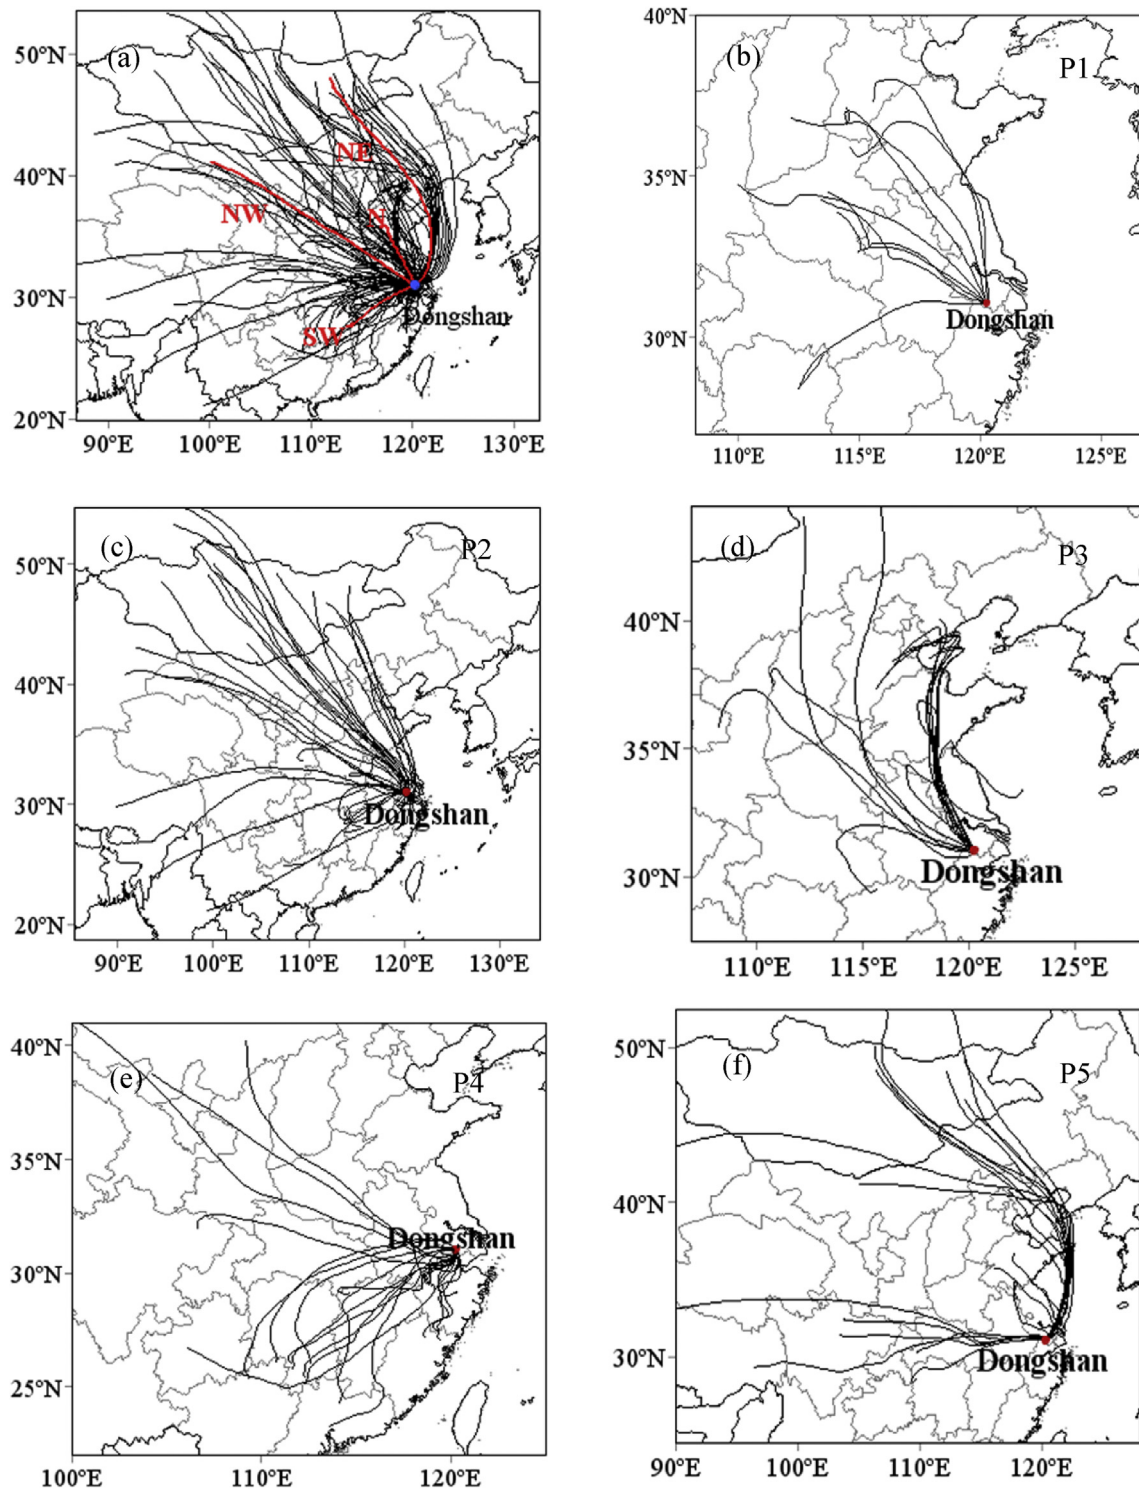 (a)
50°N
40°N
30°N
20°N
NE
NW
N
SW
Dongshan
90°E 100°E 110°E 120°E 130°E
(b)
P1
40°N
35°N
30°N
Dongshan
110°E 115°E 120°E 125°E
(c)
P2
50°N
40°N
30°N
20°N
Dongshan
90°E 100°E 110°E 120°E 130°E
(d)
P3
40°N
35°N
30°N
Dongshan
110°E 115°E 120°E 125°E
(e)
P4
40°N
35°N
30°N
25°N
Dongshan
100°E 110°E 120°E
(f)
P5
50°N
40°N
30°N
Dongshan
90°E 100°E 110°E 120°E